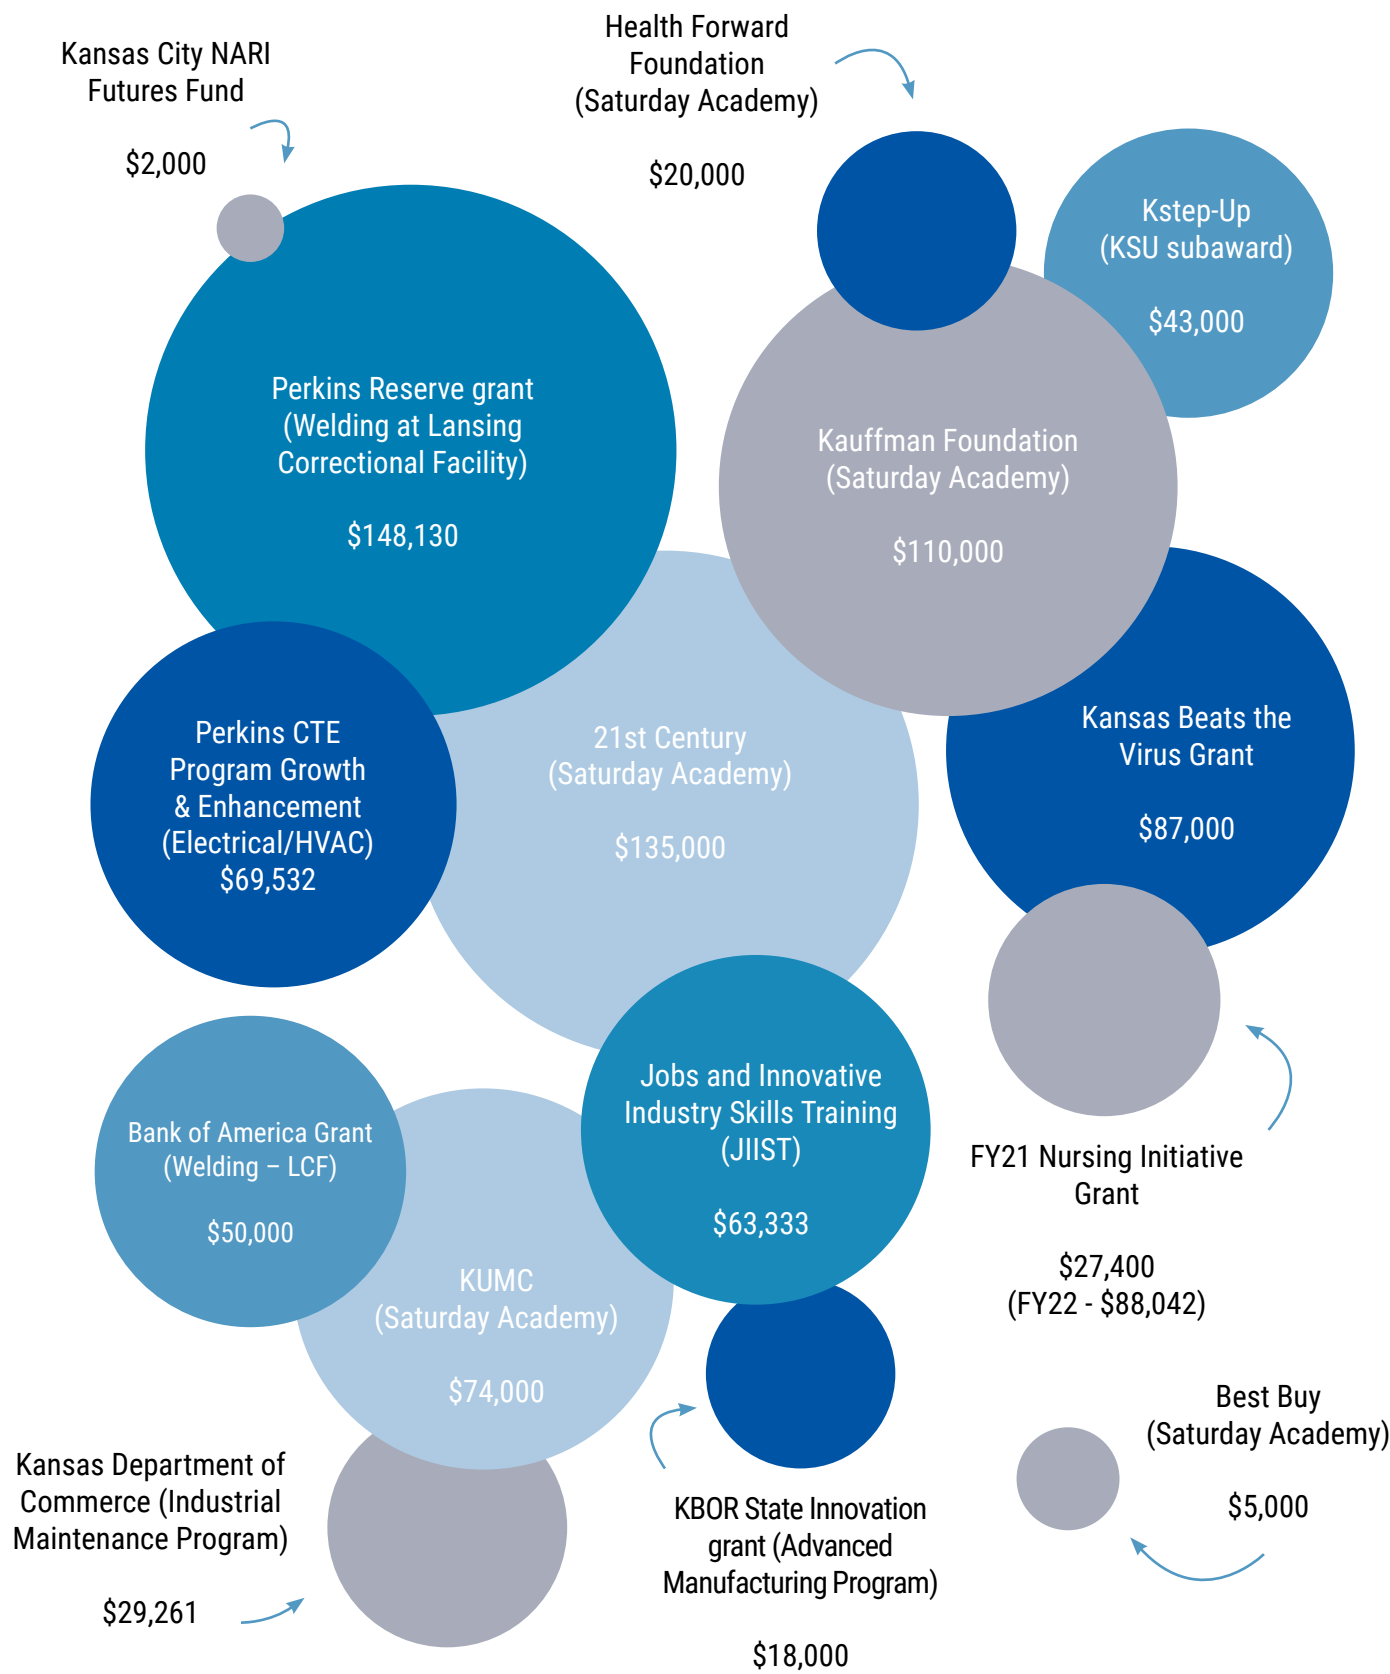 Kansas City NARI
Futures Fund
$2,000
Health Forward
Foundation
(Saturday Academy)
$20,000
Kstep-Up
(KSU subaward)
$43,000
Perkins Reserve grant
(Welding at Lansing
Correctional Facility)
$148,130
Kauffman Foundation
(Saturday Academy)
$110,000
Perkins CTE
Program Growth
& Enhancement
(Electrical/HVAC)
$69,532
21st Century
(Saturday Academy)
$135,000
Kansas Beats the
Virus Grant
$87,000
Bank of America Grant
(Welding – LCF)
$50,000
Jobs and Innovative
Industry Skills Training
(JIIST)
$63,333
FY21 Nursing Initiative
Grant
$27,400
(FY22 - $88,042)
KUMC
(Saturday Academy)
$74,000
Best Buy
(Saturday Academy)
$5,000
Kansas Department of
Commerce (Industrial
Maintenance Program)
$29,261
KBOR State Innovation
grant (Advanced
Manufacturing Program)
$18,000